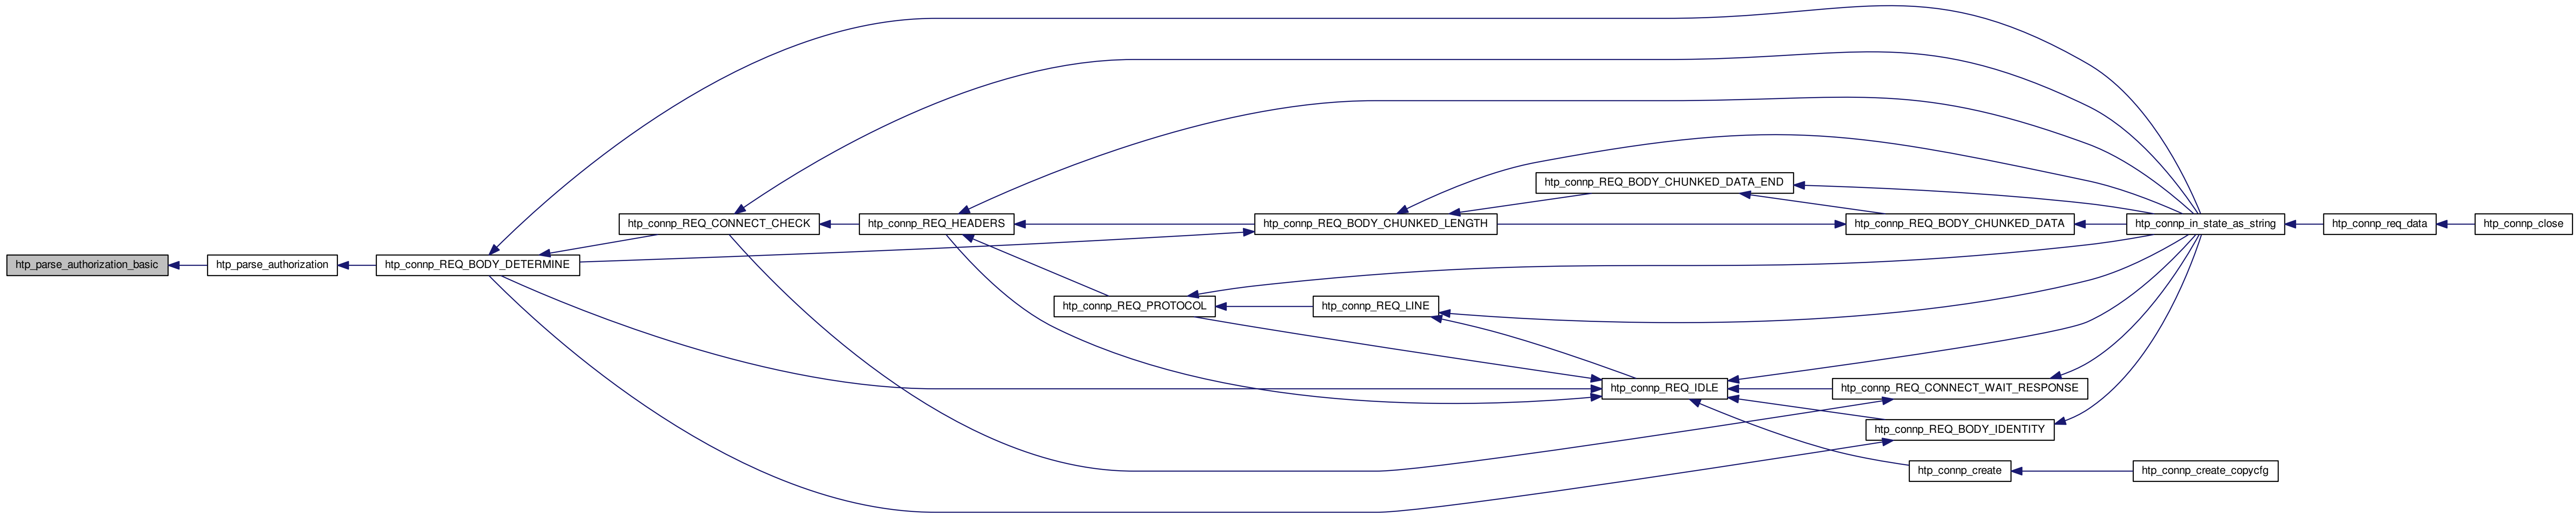 htp_connp_REQ_BODY_CHUNKED_DATA_END
htp_connp_REQ_CONNECT_CHECK
htp_connp_REQ_HEADERS
htp_connp_REQ_BODY_CHUNKED_LENGTH
htp_connp_REQ_BODY_CHUNKED_DATA
htp_connp_in_state_as_string
htp_connp_req_data
htp_connp_close
htp_parse_authorization_basic
htp_parse_authorization
htp_connp_REQ_BODY_DETERMINE
htp_connp_REQ_PROTOCOL
htp_connp_REQ_LINE
htp_connp_REQ_IDLE
htp_connp_REQ_CONNECT_WAIT_RESPONSE
htp_connp_REQ_BODY_IDENTITY
htp_connp_create
htp_connp_create_copycfg